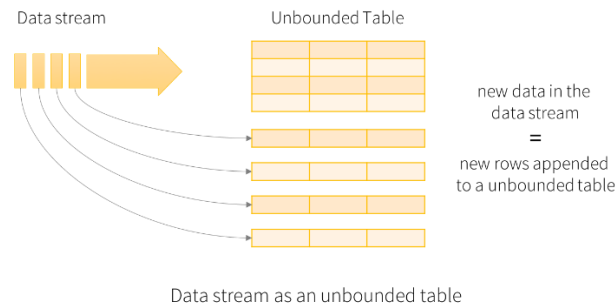 Data stream
Unbounded Table
new data in the
data stream
=
new rows appended
to a unbounded table
Data stream as an unbounded table